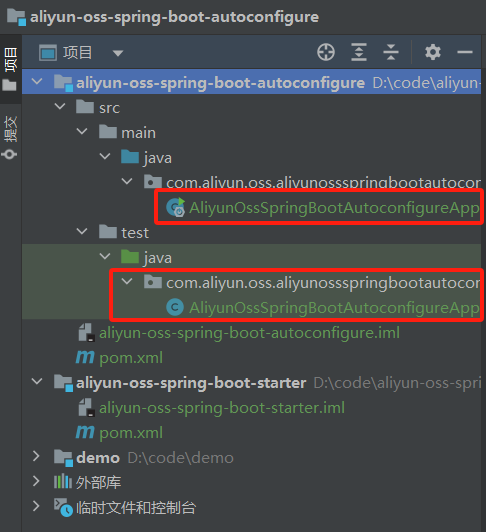 aliyun-oss-spring-boot-autoconfigure
项目
提交
项目
aliyun-oss-spring-boot-autoconfigure D:\code\aliyun-
src
main
java
com.aliyun.oss.aliyunossspringbootautocon
AliyunOssSpringBootAutoconfigureApp
test
java
com.aliyun.oss.aliyunossspringbootautocon
AliyunOssSpringBootAutoconfigureApp
aliyun-oss-spring-boot-autoconfigure.iml
pom.xml
aliyun-oss-spring-boot-starter D:\code\aliyun-oss-spri
aliyun-oss-spring-boot-starter.iml
pom.xml
demo D:\code\demo
外部库
临时文件和控制台